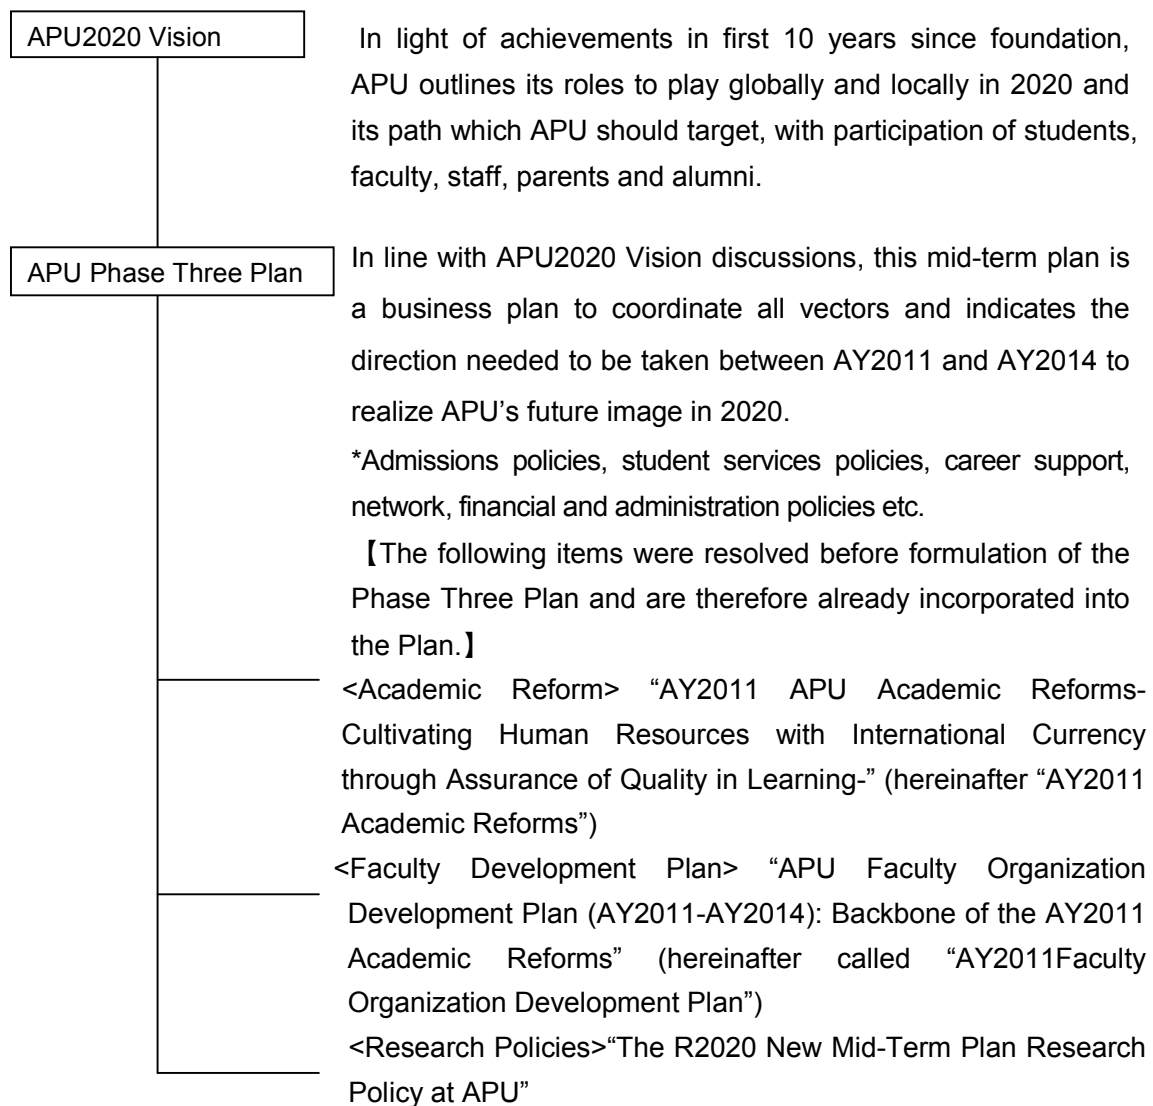 APU2020 Vision
In light of achievements in first 10 years since foundation,
APU outlines its roles to play globally and locally in 2020 and
its path which APU should target, with participation of students,
faculty, staff, parents and alumni.
APU Phase Three Plan
In line with APU2020 Vision discussions, this mid-term plan is
a business plan to coordinate all vectors and indicates the
direction needed to be taken between AY2011 and AY2014 to
realize APU’s future image in 2020.
*Admissions policies, student services policies, career support,
network, financial and administration policies etc.
【The following items were resolved before formulation of the
Phase Three Plan and are therefore already incorporated into
the Plan.】
<Academic Reform> “AY2011 APU Academic Reforms-
Cultivating Human Resources with International Currency
through Assurance of Quality in Learning-” (hereinafter “AY2011
Academic Reforms”)
<Faculty Development Plan> “APU Faculty Organization
Development Plan (AY2011-AY2014): Backbone of the AY2011
Academic Reforms” (hereinafter called “AY2011Faculty
Organization Development Plan”)
<Research Policies>“The R2020 New Mid-Term Plan Research
Policy at APU”